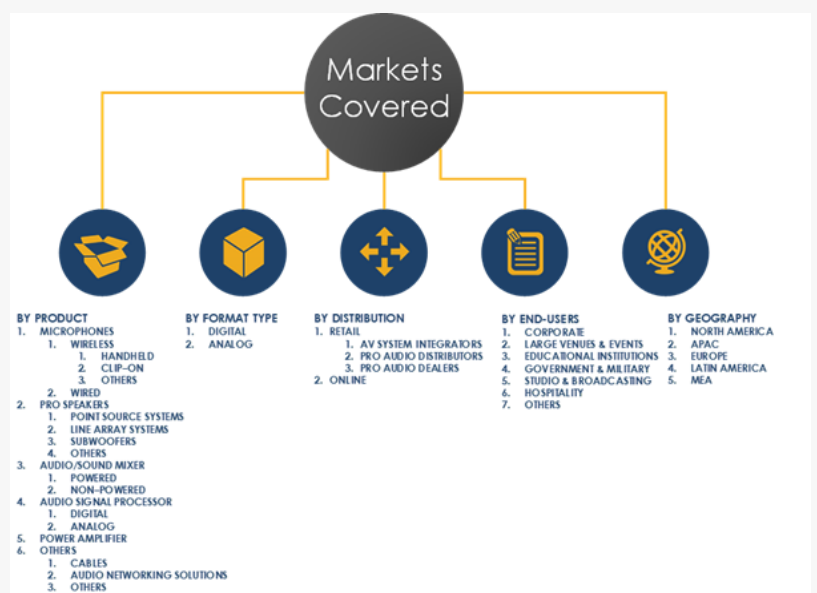 Markets
Covered
BY PRODUCT
1. MICROPHONES
1. WIRELESS
1. HANDHELD
2. CLIP-ON
3. OTHERS
2. WIRED
2. PRO SPEAKERS
1. POINT SOURCE SYSTEMS
2. LINE ARRAY SYSTEMS
3. SUBWOOFERS
4. OTHERS
3. AUDIO/SOUND MIXER
1. POWERED
2. NON-POWERED
4. AUDIO SIGNAL PROCESSOR
1. DIGITAL
2. ANALOG
5. POWER AMPLIFIER
6. OTHERS
1. CABLES
2. AUDIO NETWORKING SOLUTIONS
3. OTHERS
BY FORMAT TYPE
1. DIGITAL
2. ANALOG
BY DISTRIBUTION
1. RETAIL
1. AV SYSTEM INTEGRATORS
2. PRO AUDIO DISTRIBUTORS
3. PRO AUDIO DEALERS
2. ONLINE
BY END-USERS
1. CORPORATE
2. LARGE VENUES & EVENTS
3. EDUCATIONAL INSTITUTIONS
4. GOVERNMENT & MILITARY
5. STUDIO & BROADCASTING
6. HOSPITALITY
7. OTHERS
BY GEOGRAPHY
1. NORTH AMERICA
2. APAC
3. EUROPE
4. LATIN AMERICA
5. MEA